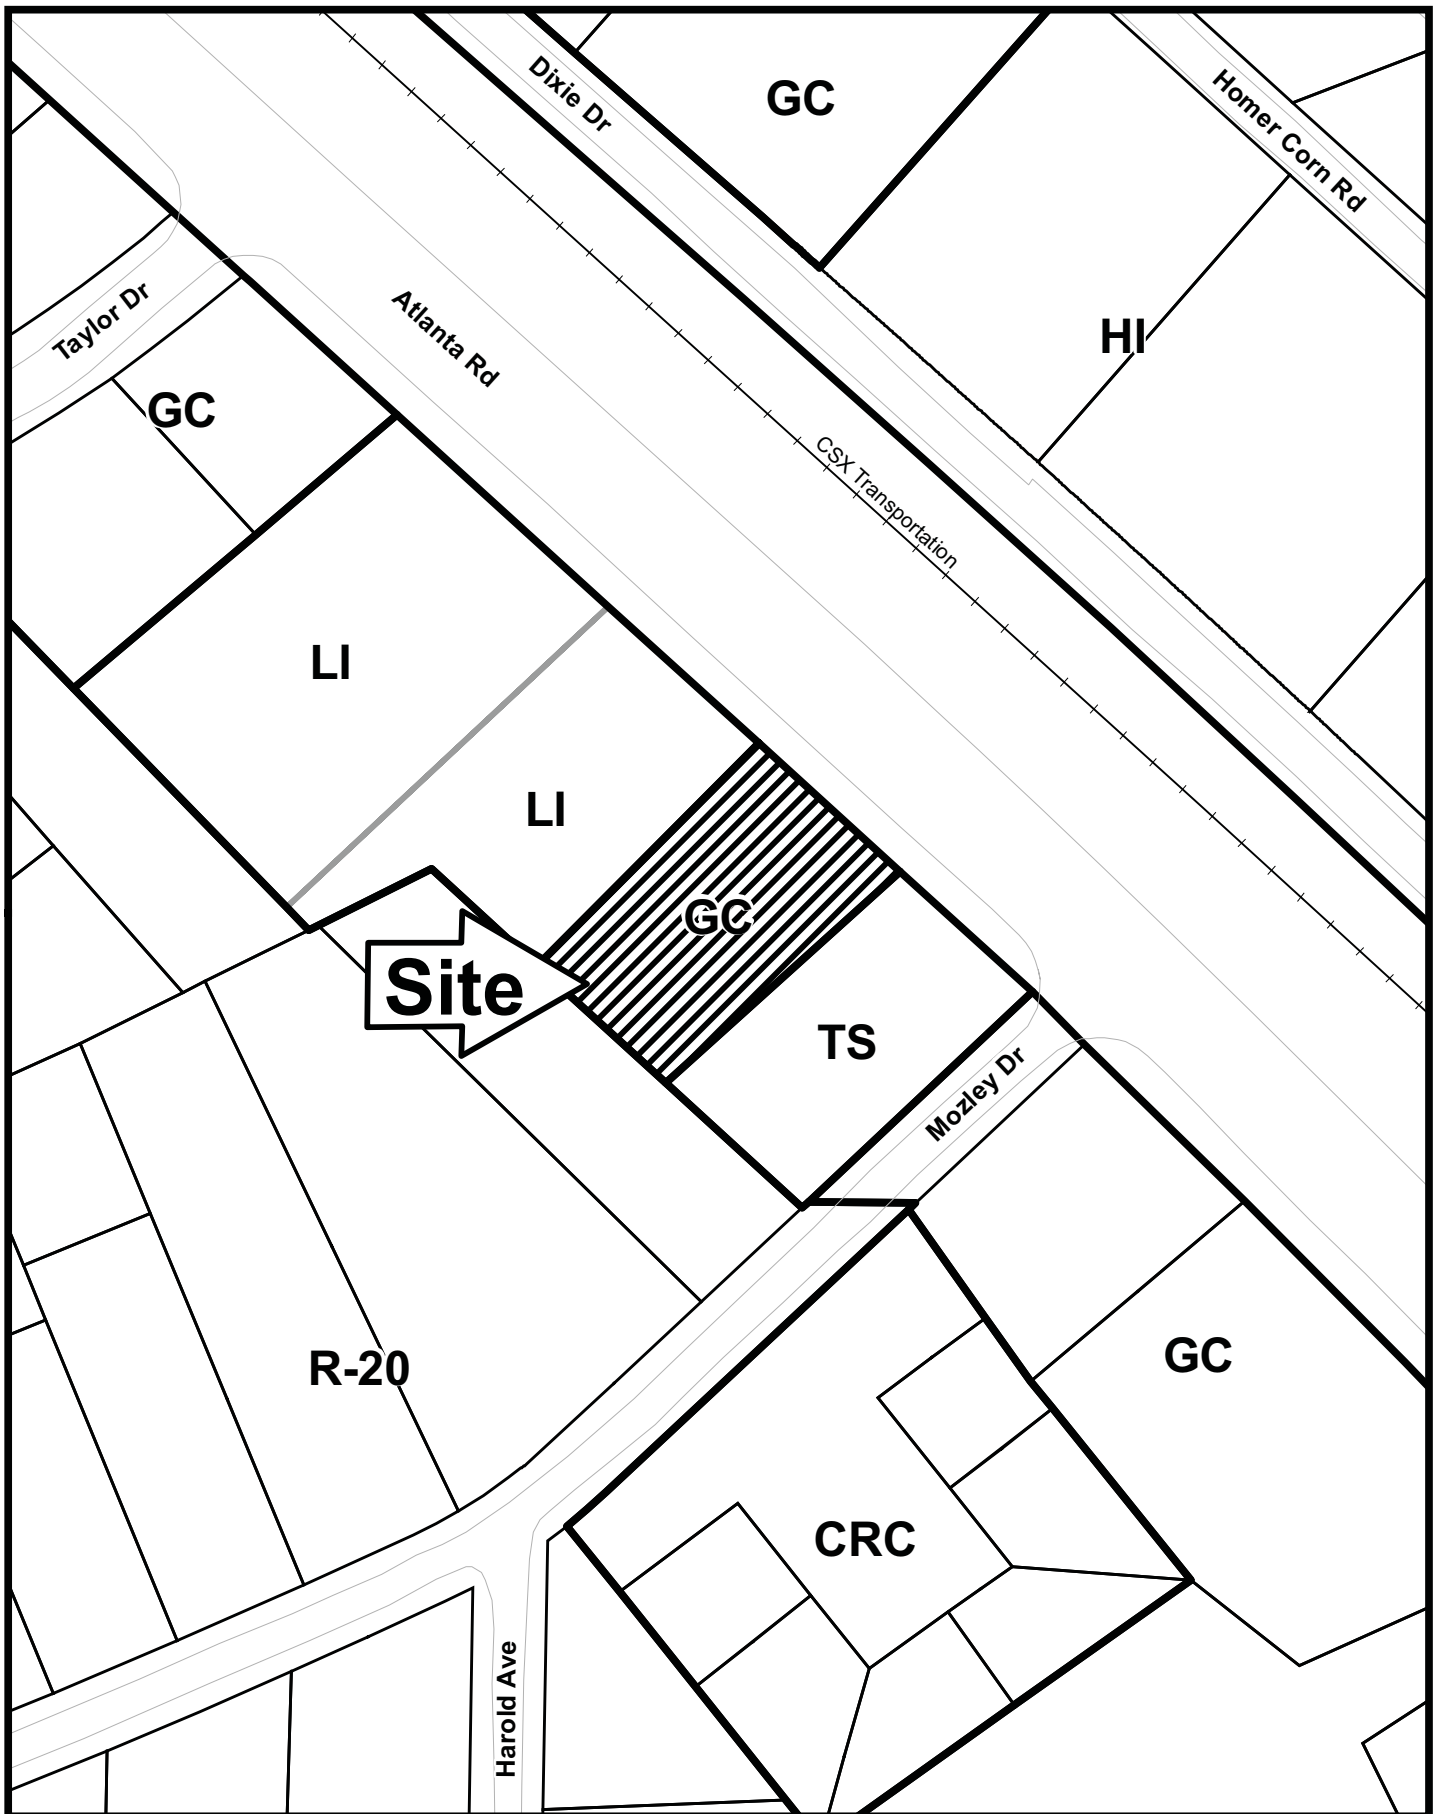 GC
Dixie Dr
Homer Corn Rd
Taylor Dr
Atlanta Rd
HI
GC
CSX Transportation
LI
LI
GC
Site
TS
Mozley Dr
R-20
GC
CRC
Harold Ave